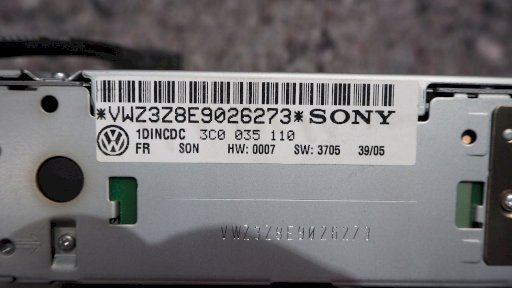 *VWZ3Z8E9026273* SONY
1DINCDC 3C0 035 110
FR SON HW: 0007 SW: 3705 39/05
VWZ3Z8E9026273